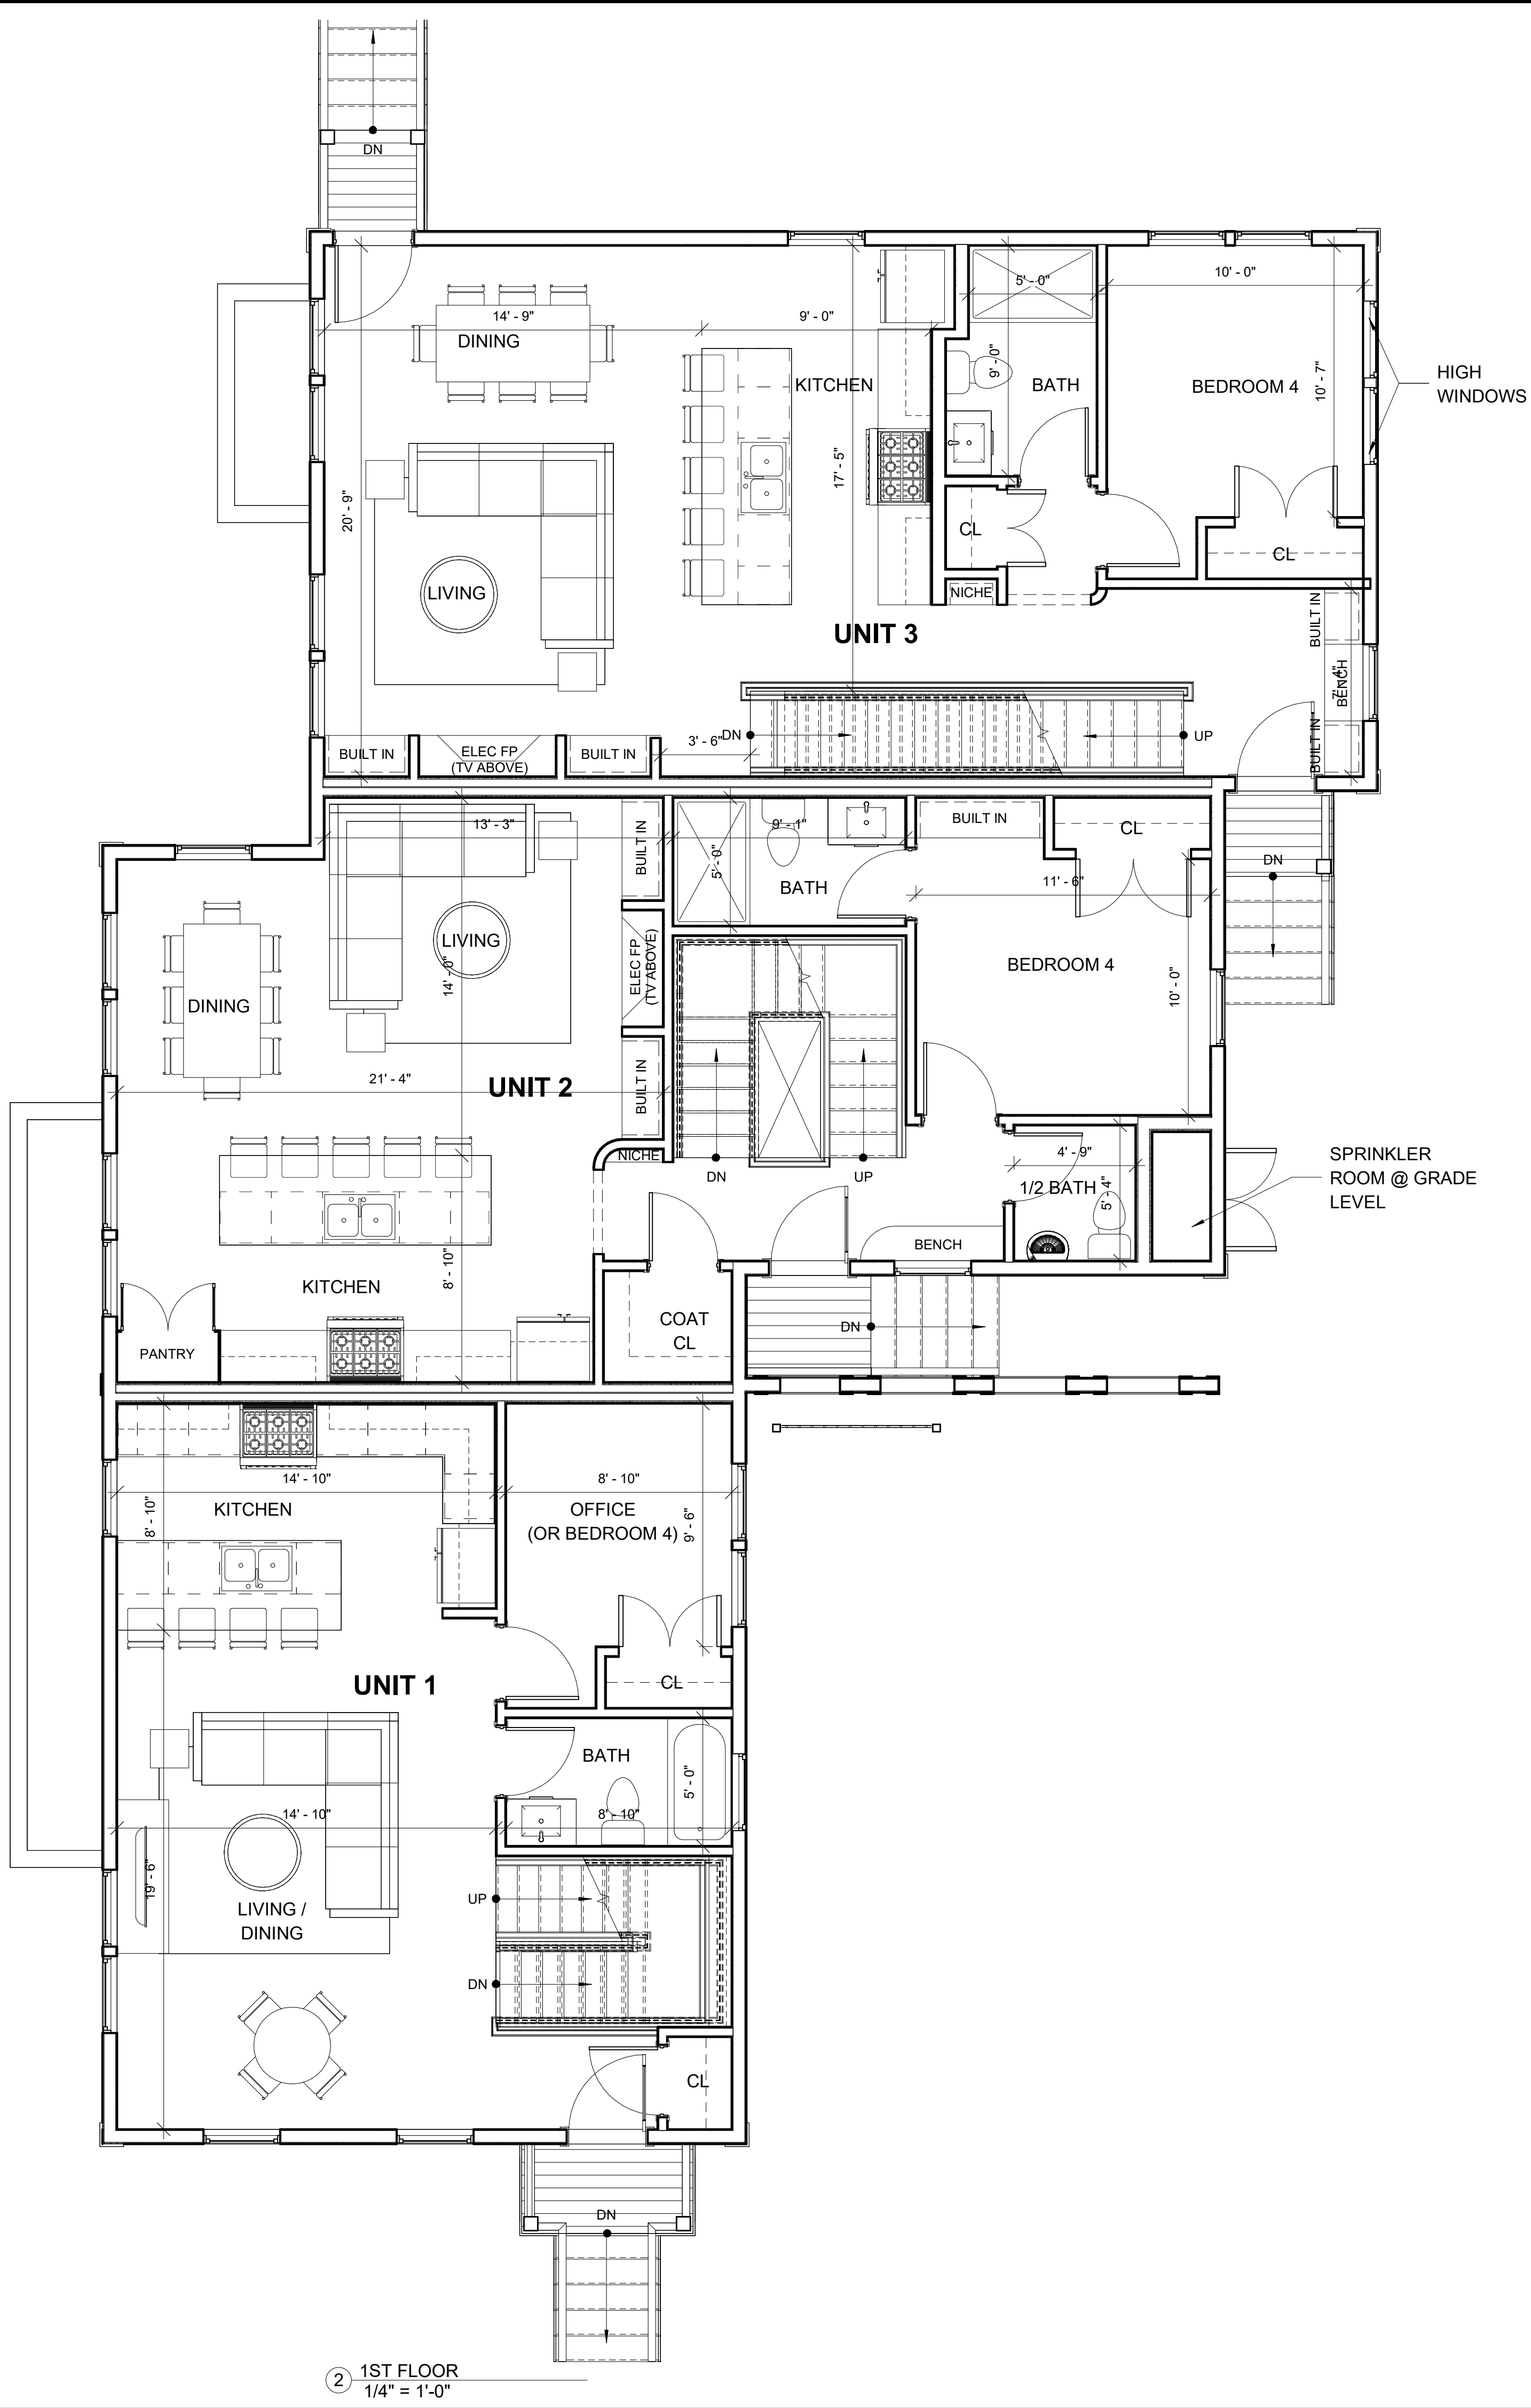 DN
14' - 9"
9' - 0"
5' - 0"
10' - 0"
DINING
KITCHEN
9' - 0"
BATH
BEDROOM 4
10' - 7"
HIGH
WINDOWS
20' - 9"
17' - 5"
CL
CL
LIVING
NICHE
UNIT 3
BUILT IN
BENCH
7' - 4"
BUILT IN
BUILT IN
ELEC FP
(TV ABOVE)
BUILT IN
3' - 6"
DN
UP
13' - 3"
BUILT IN
5' - 0"
9' - 1"
BATH
BUILT IN
CL
11' - 6"
DN
LIVING
14' - 0"
ELEC FP
(TV ABOVE)
DINING
BEDROOM 4
10' - 0"
21' - 4"
UNIT 2
BUILT IN
NICHE
DN
UP
4' - 9"
1/2 BATH
5' - 4"
SPRINKLER
ROOM @ GRADE
LEVEL
BENCH
KITCHEN
8' - 10"
COAT
CL
DN
PANTRY
14' - 10"
8' - 10"
KITCHEN
8' - 10"
OFFICE
(OR BEDROOM 4)
9' - 6"
UNIT 1
CL
BATH
5' - 0"
14' - 10"
8' - 10"
19' - 6"
LIVING /
DINING
UP
DN
CL
DN
2
1ST FLOOR
1/4" = 1'-0"